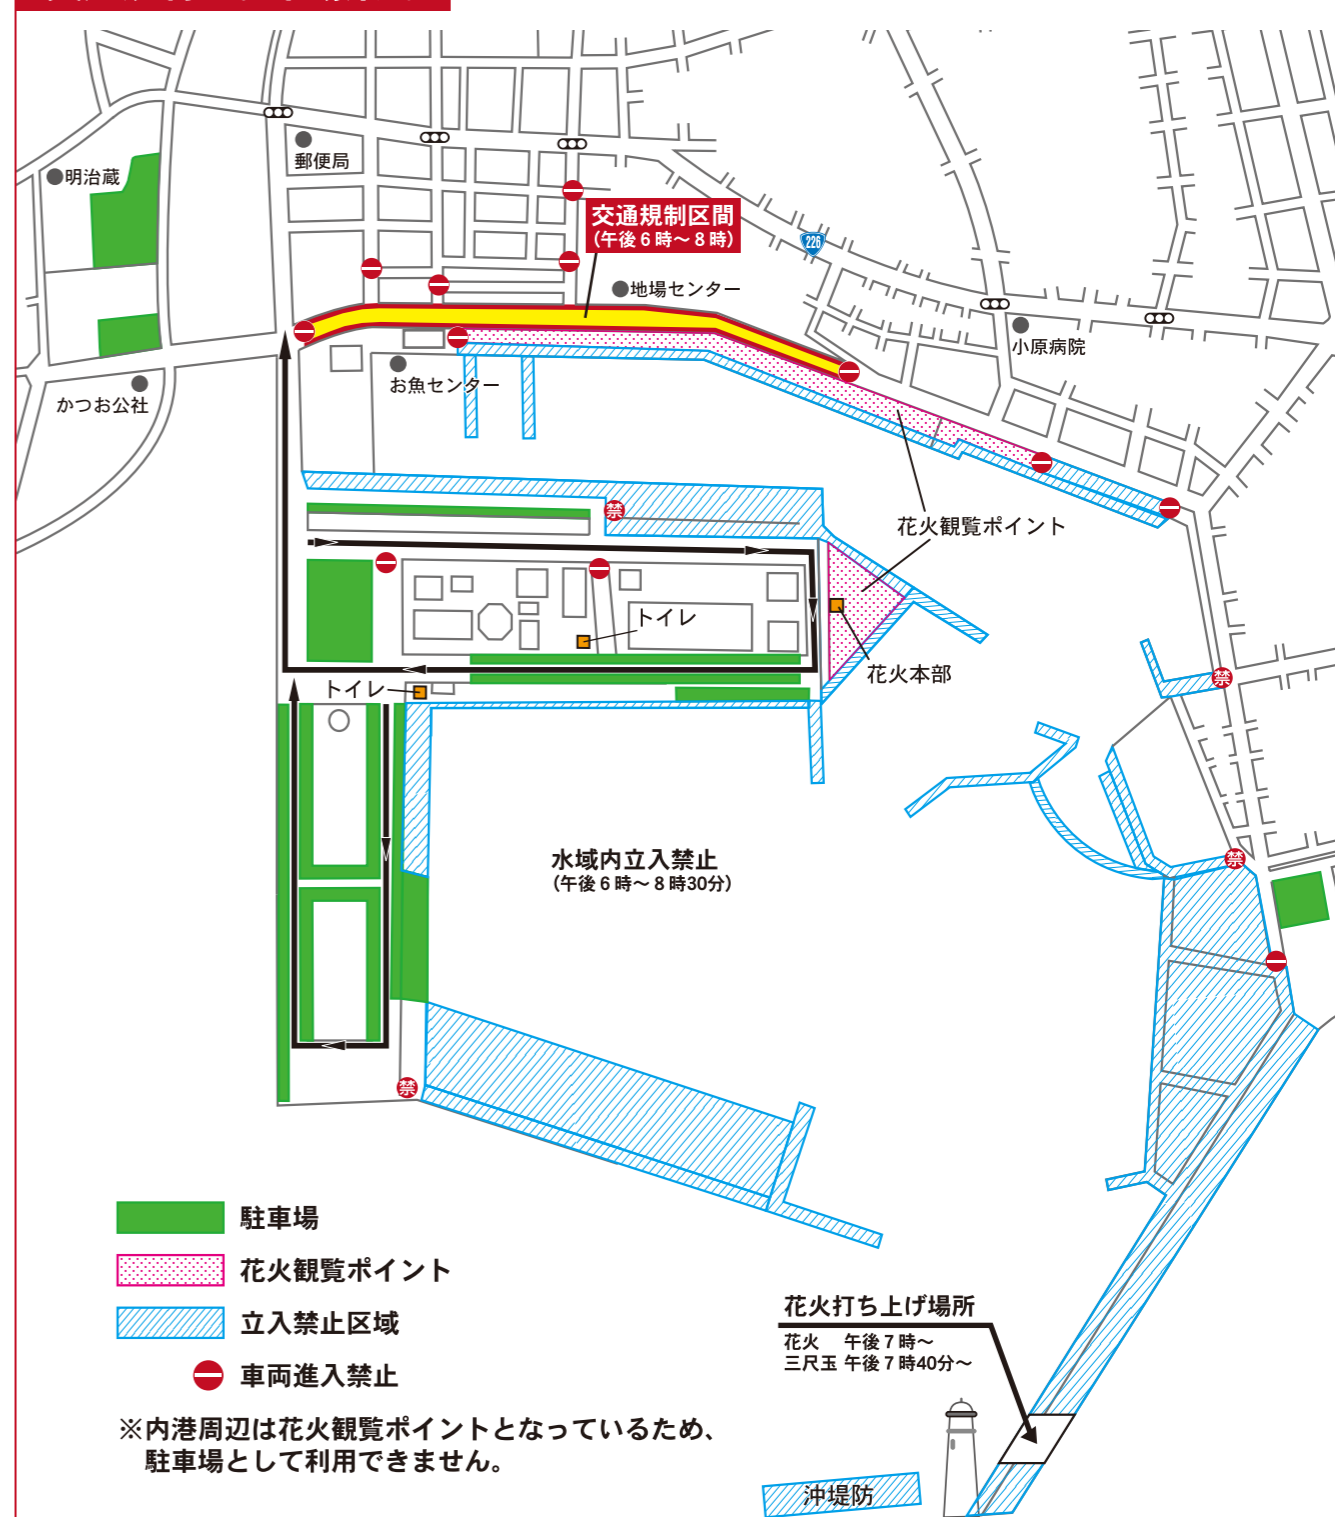 郵便局
明治蔵
交通規制区間
(午後6時〜8時)
226
地場センター
小原病院
お魚センター
かつお公社
禁
花火観覧ポイント
トイレ
花火本部
禁
トイレ
水域内立入禁止
(午後6時〜8時30分)
禁
禁
駐車場
花火観覧ポイント
立入禁止区域
車両進入禁止
※内港周辺は花火観覧ポイントとなっているため、
駐車場として利用できません。
花火打ち上げ場所
花火 午後7時〜
三尺玉 午後7時40分〜
沖堤防